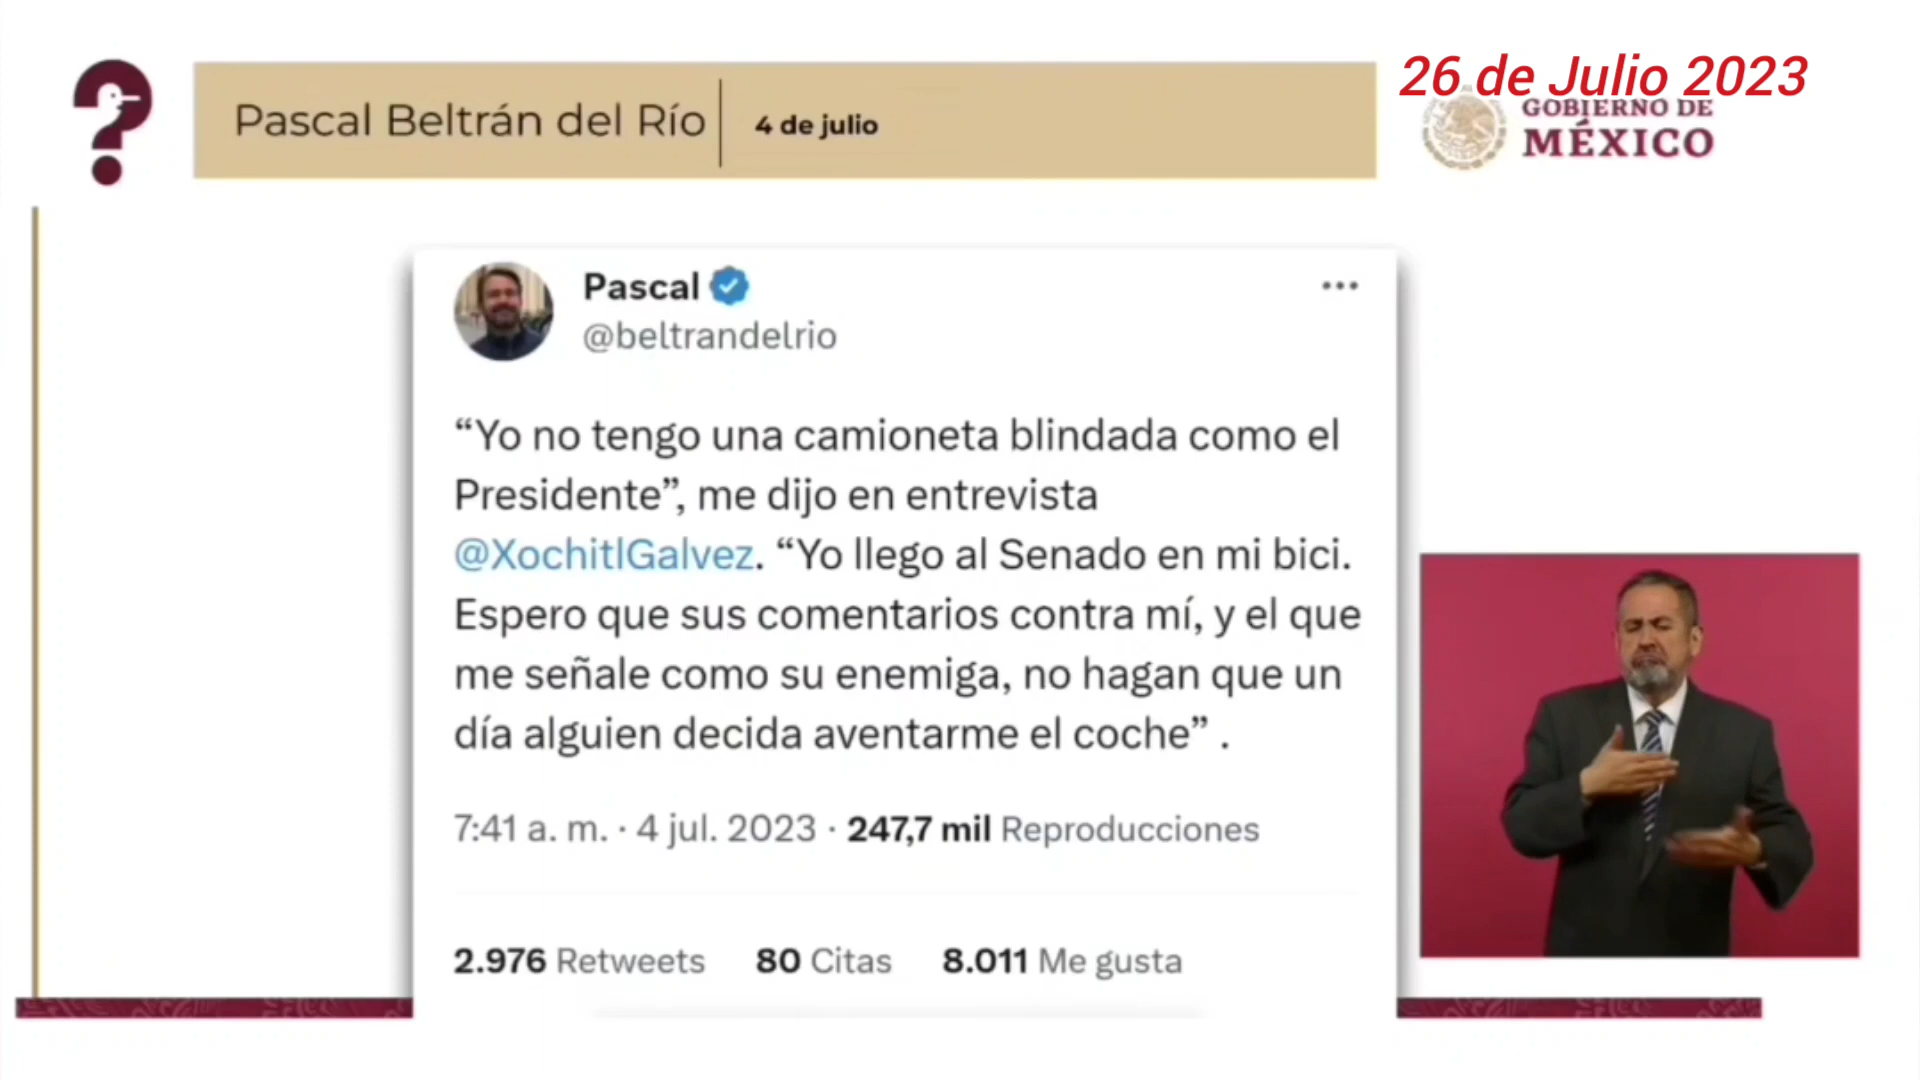 26 de Julio 2023
Pascal Beltrán del Río
4 de julio
GOBIERNO DE
MÉXICO
Pascal
@beltrandelrio
“Yo no tengo una camioneta blindada como el
Presidente”, me dijo en entrevista
@XochitlGalvez. “Yo llego al Senado en mi bici.
Espero que sus comentarios contra mí, y el que
me señale como su enemiga, no hagan que un
día alguien decida aventarme el coche” .
7:41 a. m. · 4 jul. 2023 · 247,7 mil Reproducciones
2.976 Retweets 80 Citas 8.011 Me gusta